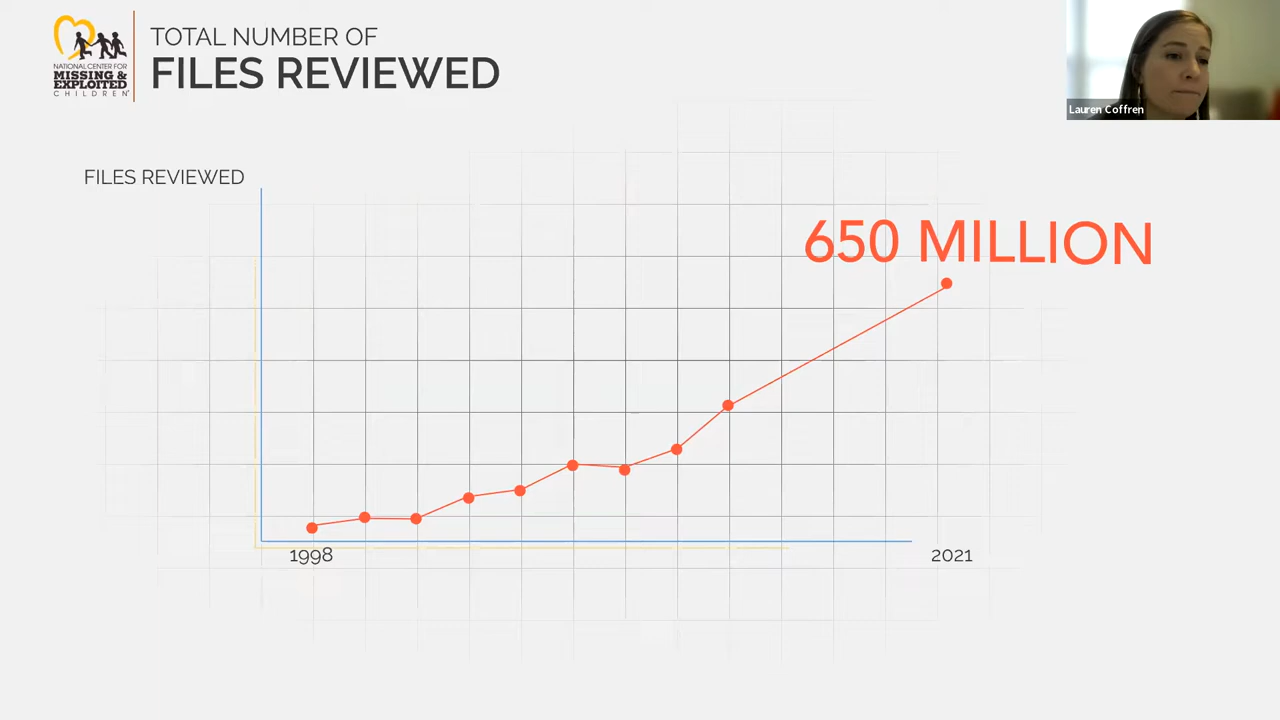 NATIONAL CENTER FOR
MISSING &
EXPLOITED
CHILDREN®
TOTAL NUMBER OF
FILES REVIEWED
Lauren Coffren
FILES REVIEWED
650 MILLION
1998
2021